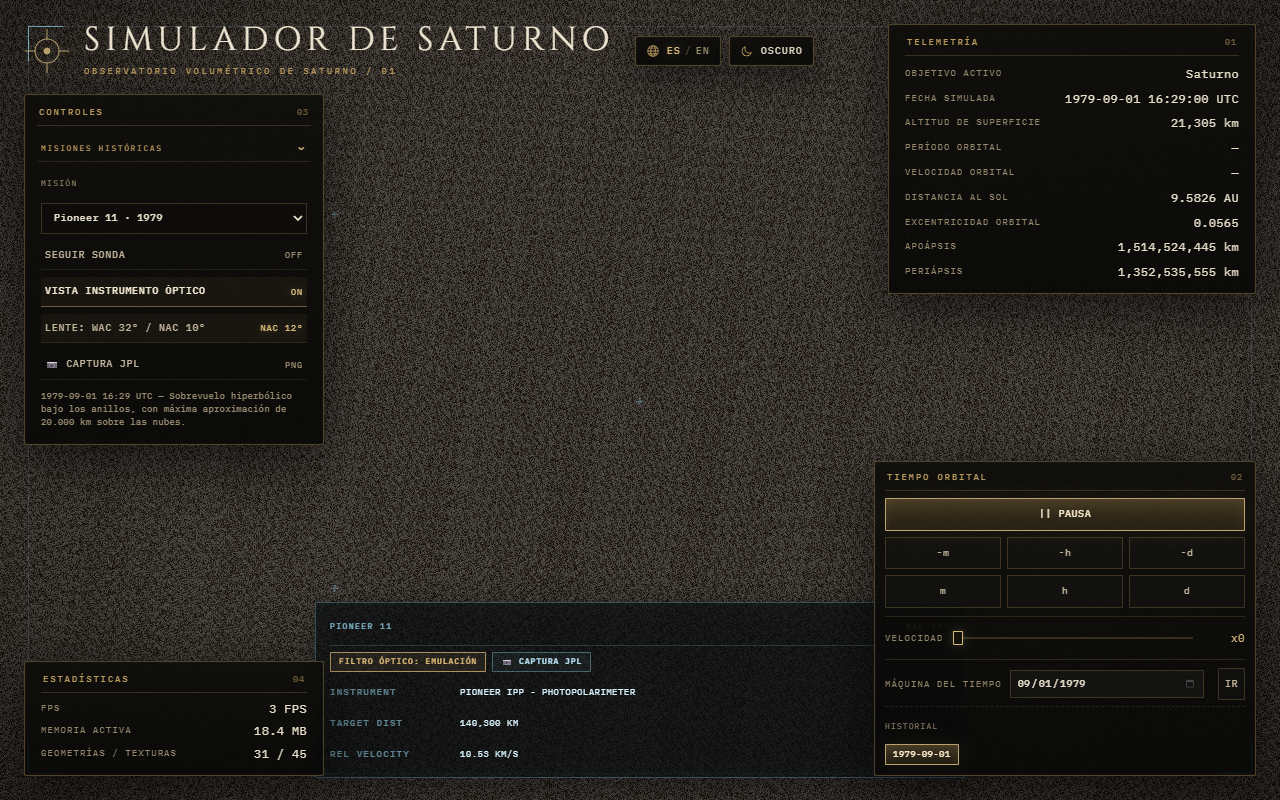 SIMULADOR DE SATURNO
OBSERVATORIO VOLUMÉTRICO DE SATURNO / 01
ES / EN
OSCURO
CONTROLES 03
MISIONES HISTÓRICAS
MISIÓN
Pioneer 11 · 1979
SEGUIR SONDA OFF
VISTA INSTRUMENTO ÓPTICO ON
LENTE: WAC 32° / NAC 10° NAC 12°
CAPTURA JPL PNG
1979-09-01 16:29 UTC — Sobrevuelo hiperbólico
bajo los anillos, con máxima aproximación de
20.000 km sobre las nubes.
TELEMETRÍA 01
OBJETIVO ACTIVO Saturno
FECHA SIMULADA 1979-09-01 16:29:00 UTC
ALTITUD DE SUPERFICIE 21,305 km
PERÍODO ORBITAL —
VELOCIDAD ORBITAL —
DISTANCIA AL SOL 9.5826 AU
EXCENTRICIDAD ORBITAL 0.0565
APOÁPSIS 1,514,524,445 km
PERIÁPSIS 1,352,535,555 km
ESTADÍSTICAS 04
FPS 3 FPS
MEMORIA ACTIVA 18.4 MB
GEOMETRÍAS / TEXTURAS 31 / 45
PIONEER 11
FILTRO ÓPTICO: EMULACIÓN
CAPTURA JPL
INSTRUMENT PIONEER IPP - PHOTOPOLARIMETER
TARGET DIST 140,300 KM
REL VELOCITY 10.53 KM/S
TIEMPO ORBITAL 02
|| PAUSA
-m -h -d
m h d
VELOCIDAD x0
MÁQUINA DEL TIEMPO 09/01/1979 IR
HISTORIAL
1979-09-01